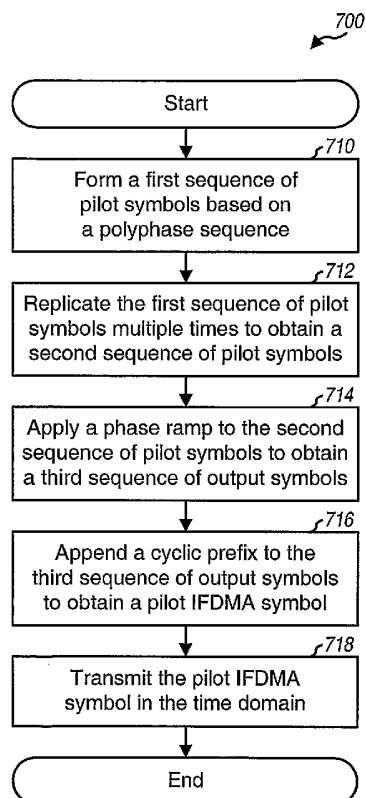 700
Start
710
Form a first sequence of
pilot symbols based on
a polyphase sequence
712
Replicate the first sequence of pilot
symbols multiple times to obtain a
second sequence of pilot symbols
714
Apply a phase ramp to the second
sequence of pilot symbols to obtain
a third sequence of output symbols
716
Append a cyclic prefix to the
third sequence of output symbols
to obtain a pilot IFDMA symbol
718
Transmit the pilot IFDMA
symbol in the time domain
End